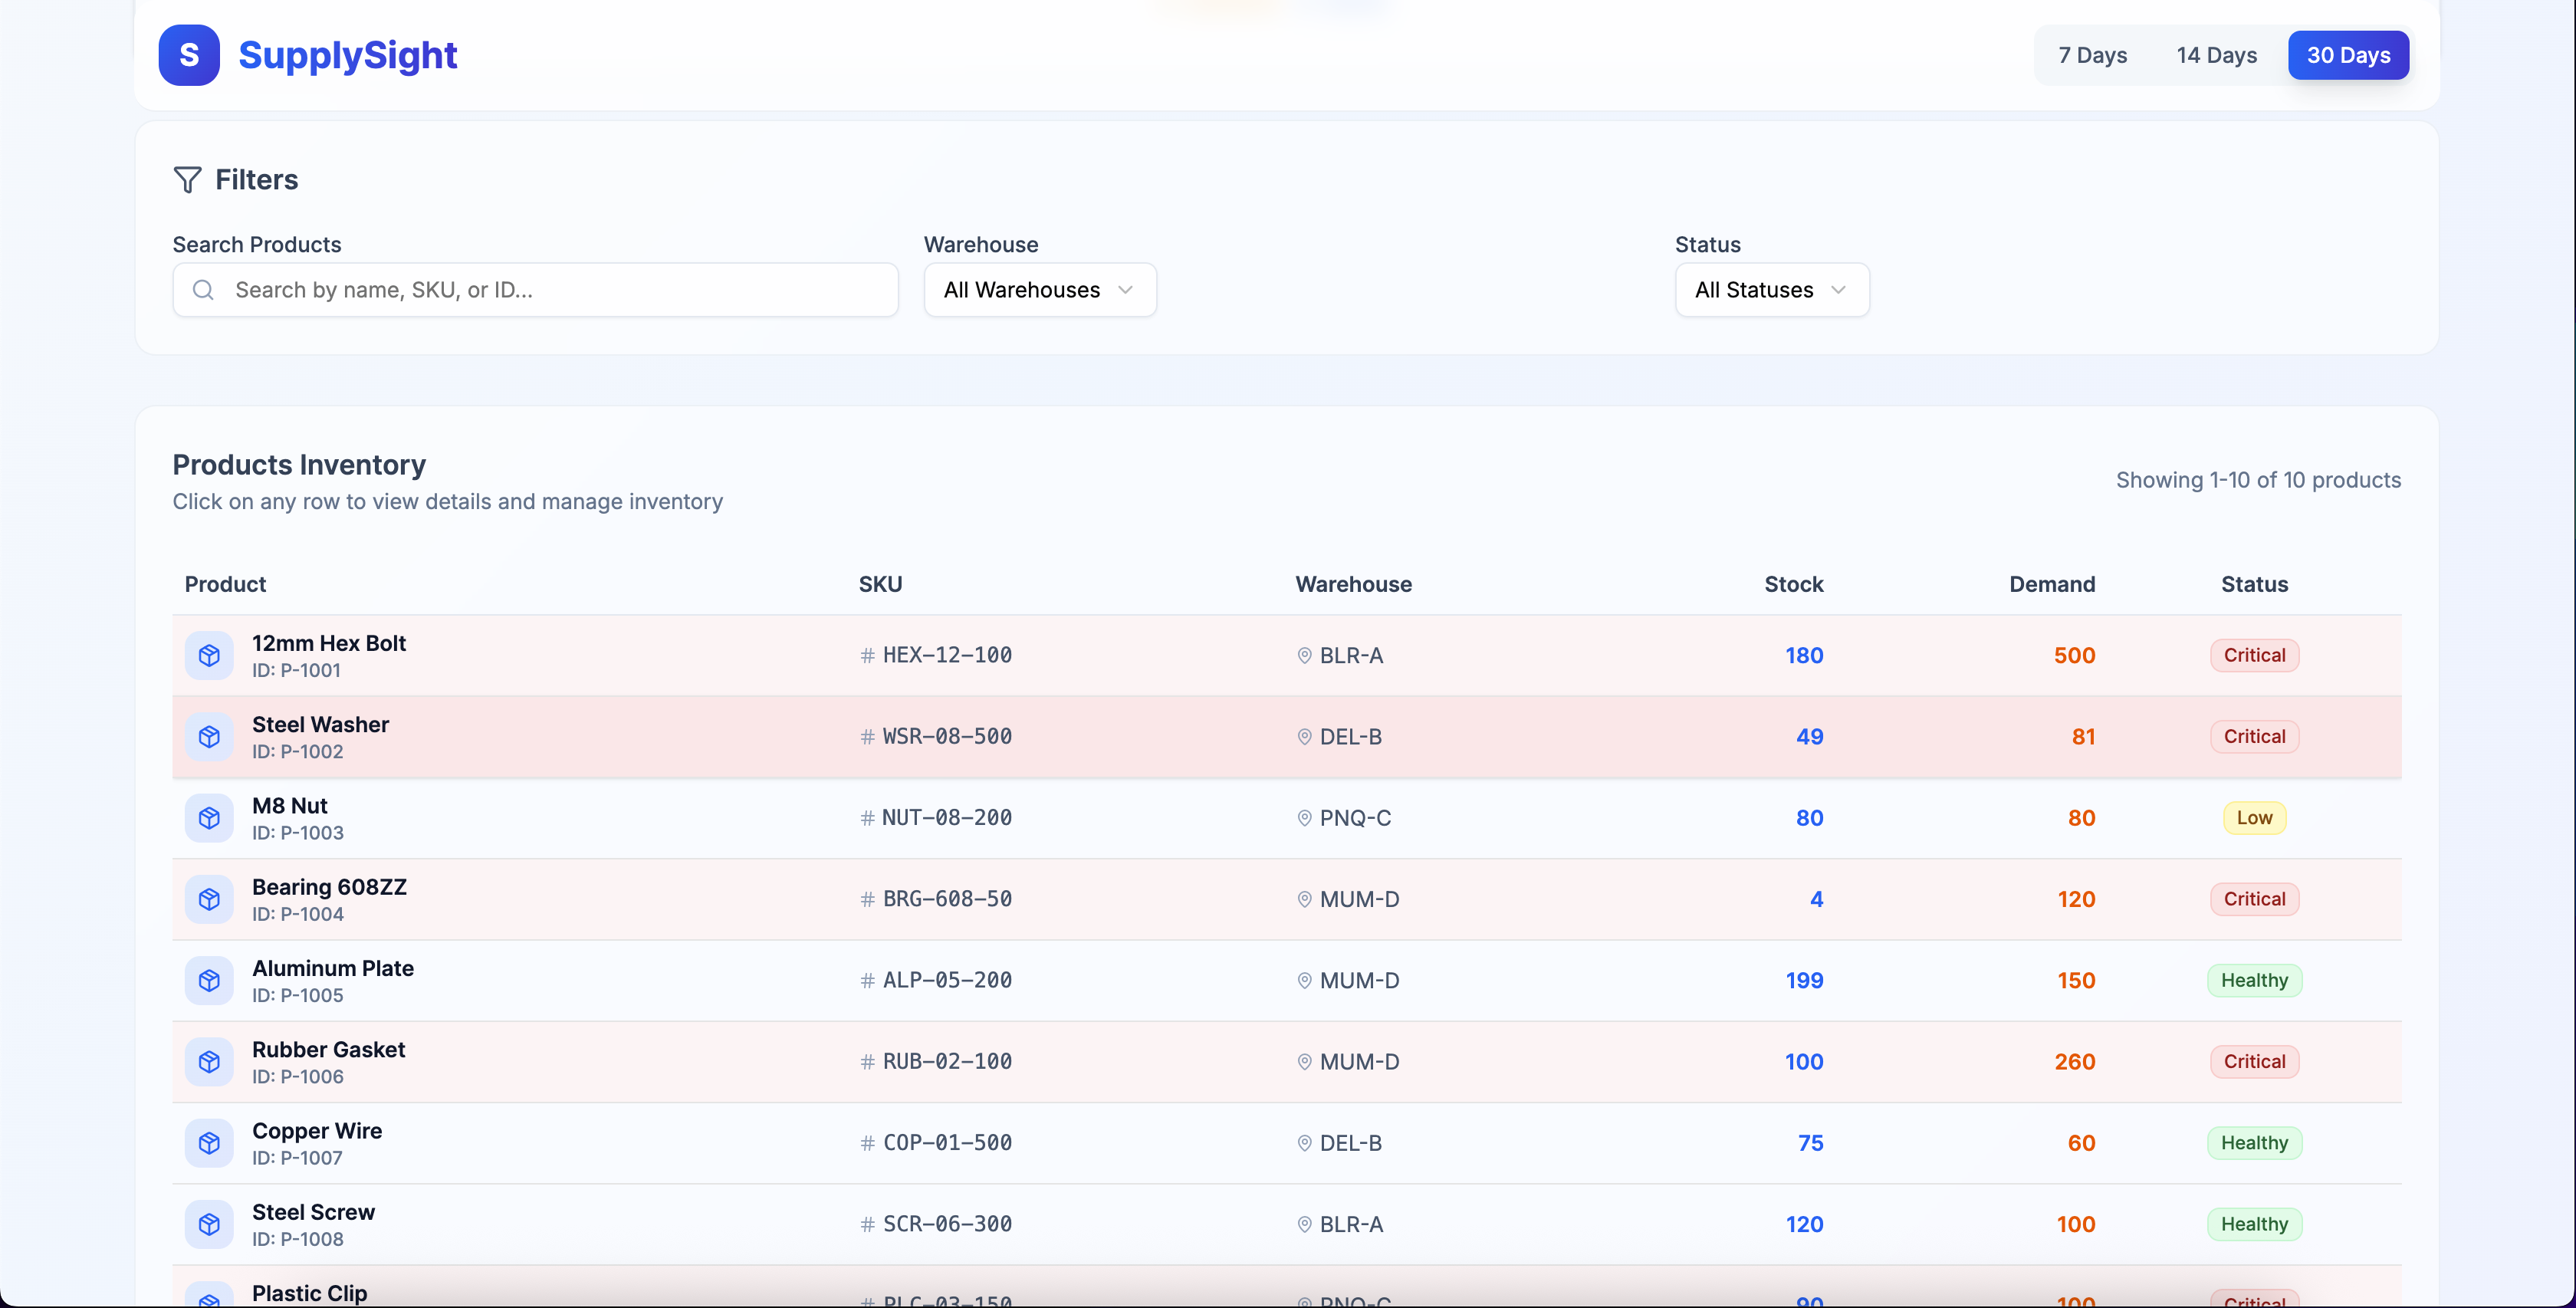 S SupplySight 7 Days 14 Days 30 Days
Filters
Search Products Warehouse Status
Search by name, SKU, or ID... All Warehouses All Statuses
Products Inventory
Showing 1-10 of 10 products
Click on any row to view details and manage inventory
Product SKU Warehouse Stock Demand Status
12mm Hex Bolt
ID: P-1001
# HEX-12-100 BLR-A 180 500 Critical
Steel Washer
ID: P-1002
# WSR-08-500 DEL-B 49 81 Critical
M8 Nut
ID: P-1003
# NUT-08-200 PNQ-C 80 80 Low
Bearing 608ZZ
ID: P-1004
# BRG-608-50 MUM-D 4 120 Critical
Aluminum Plate
ID: P-1005
# ALP-05-200 MUM-D 199 150 Healthy
Rubber Gasket
ID: P-1006
# RUB-02-100 MUM-D 100 260 Critical
Copper Wire
ID: P-1007
# COP-01-500 DEL-B 75 60 Healthy
Steel Screw
ID: P-1008
# SCR-06-300 BLR-A 120 100 Healthy
Plastic Clip
# PLC-03-150 PNQ-C 90 100 Critical